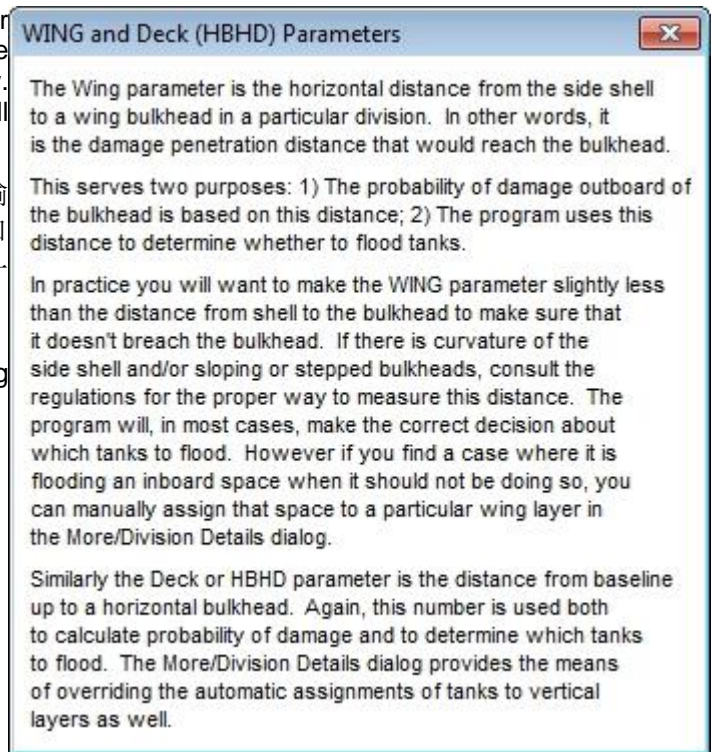 WING and Deck (HBHD) Parameters
The Wing parameter is the horizontal distance from the side shell
to a wing bulkhead in a particular division. In other words, it
is the damage penetration distance that would reach the bulkhead.
This serves two purposes: 1) The probability of damage outboard of
the bulkhead is based on this distance; 2) The program uses this
distance to determine whether to flood tanks.
In practice you will want to make the WING parameter slightly less
than the distance from shell to the bulkhead to make sure that
it doesn't breach the bulkhead. If there is curvature of the
side shell and/or sloping or stepped bulkheads, consult the
regulations for the proper way to measure this distance. The
program will, in most cases, make the correct decision about
which tanks to flood. However if you find a case where it is
flooding an inboard space when it should not be doing so, you
can manually assign that space to a particular wing layer in
the More/Division Details dialog.
Similarly the Deck or HBHD parameter is the distance from baseline
up to a horizontal bulkhead. Again, this number is used both
to calculate probability of damage and to determine which tanks
to flood. The More/Division Details dialog provides the means
of overriding the automatic assignments of tanks to vertical
layers as well.